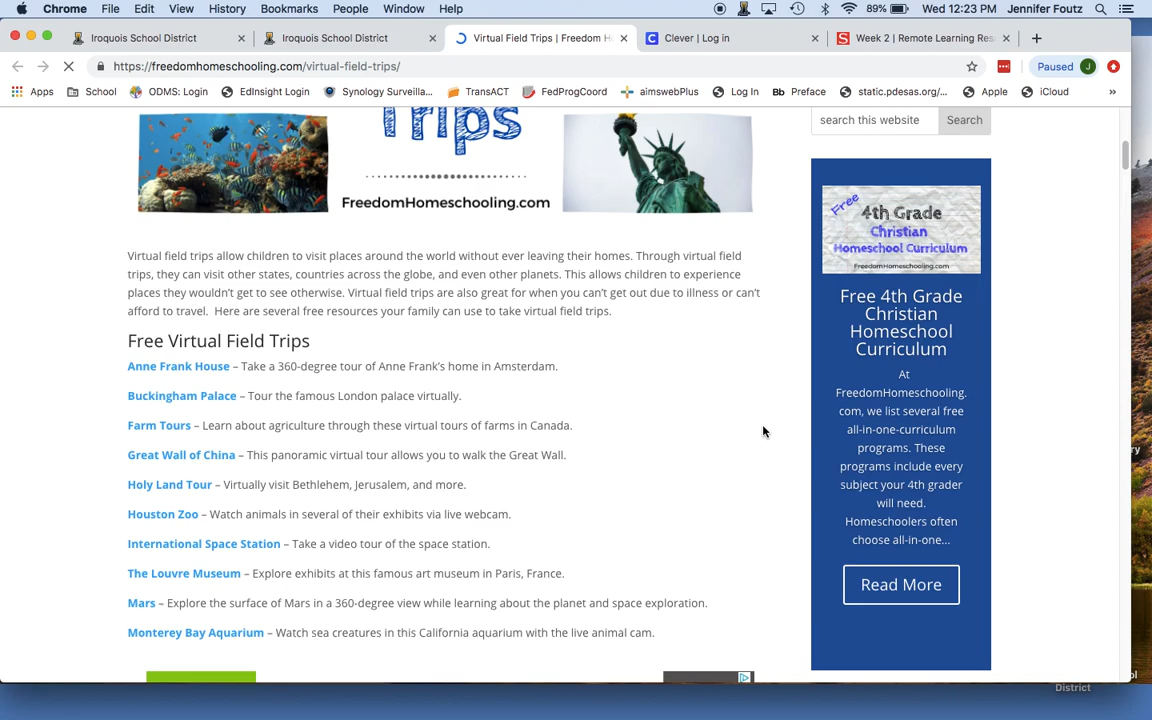 Chrome File Edit View History Bookmarks People Window Help 89% Wed 12:23 PM Jennifer Foutz
Iroquois School District Iroquois School District Virtual Field Trips | Freedom H Clever | Log in Week 2 | Remote Learning Res
https://freedomhomeschooling.com/virtual-field-trips/ Paused J
Apps School ODMS: Login EdInsight Login Synology Surveilla... TransACT FedProgCoord aimswebPlus Log In Bb Preface static.pdesas.org/... Apple iCloud »
Trips
FreedomHomeschooling.com
Virtual field trips allow children to visit places around the world without ever leaving their homes. Through virtual field
trips, they can visit other states, countries across the globe, and even other planets. This allows children to experience
places they wouldn't get to see otherwise. Virtual field trips are also great for when you can't get out due to illness or can't
afford to travel. Here are several free resources your family can use to take virtual field trips.
Free Virtual Field Trips
Anne Frank House – Take a 360-degree tour of Anne Frank's home in Amsterdam.
Buckingham Palace – Tour the famous London palace virtually.
Farm Tours – Learn about agriculture through these virtual tours of farms in Canada.
Great Wall of China – This panoramic virtual tour allows you to walk the Great Wall.
Holy Land Tour – Virtually visit Bethlehem, Jerusalem, and more.
Houston Zoo – Watch animals in several of their exhibits via live webcam.
International Space Station – Take a video tour of the space station.
The Louvre Museum – Explore exhibits at this famous art museum in Paris, France.
Mars – Explore the surface of Mars in a 360-degree view while learning about the planet and space exploration.
Monterey Bay Aquarium – Watch sea creatures in this California aquarium with the live animal cam.
search this website Search
Free
4th Grade
Christian
Homeschool Curriculum
FreedomHomeschooling.com
Free 4th Grade
Christian
Homeschool
Curriculum
At
FreedomHomeschooling.
com, we list several free
all-in-one-curriculum
programs. These
programs include every
subject your 4th grader
will need.
Homeschoolers often
choose all-in-one...
Read More
District